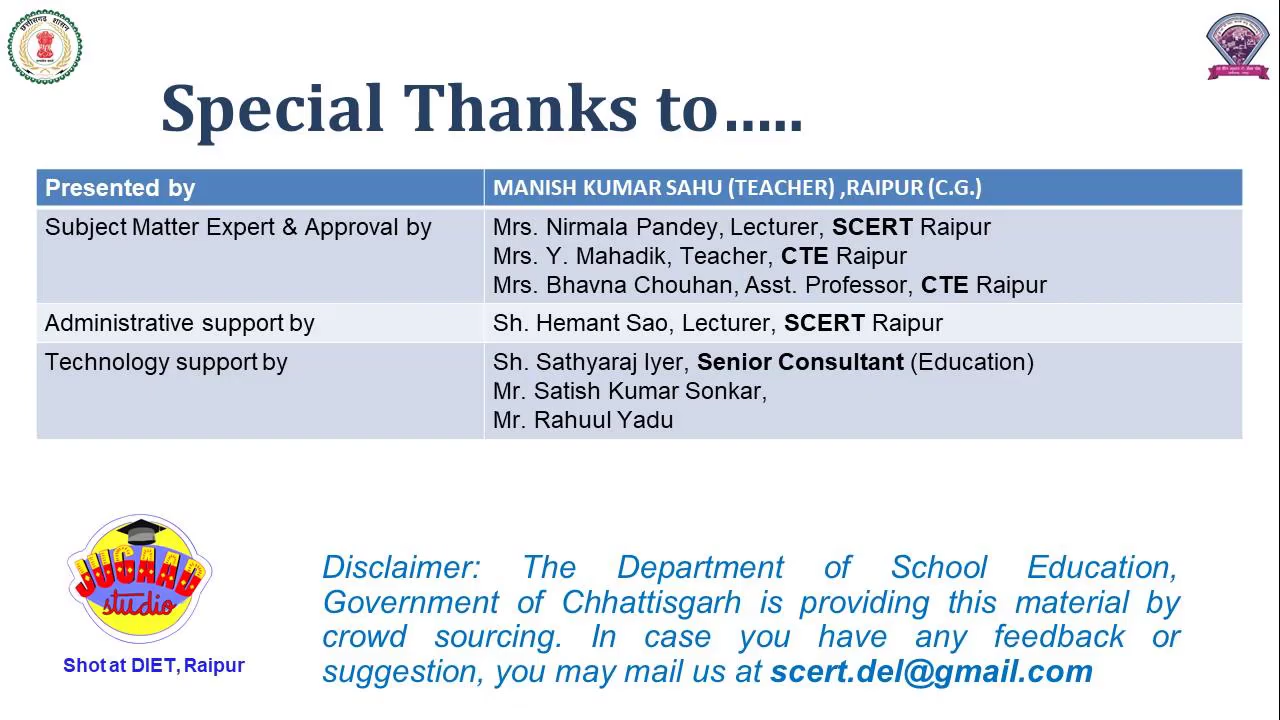 छत्तीसगढ़ शासन
Special Thanks to…..
Presented by
MANISH KUMAR SAHU (TEACHER) ,RAIPUR (C.G.)
Subject Matter Expert & Approval by
Mrs. Nirmala Pandey, Lecturer, SCERT Raipur
Mrs. Y. Mahadik, Teacher, CTE Raipur
Mrs. Bhavna Chouhan, Asst. Professor, CTE Raipur
Administrative support by
Sh. Hemant Sao, Lecturer, SCERT Raipur
Technology support by
Sh. Sathyaraj Iyer, Senior Consultant (Education)
Mr. Satish Kumar Sonkar,
Mr. Rahuul Yadu
JUGAAD
studio
Shot at DIET, Raipur
Disclaimer: The Department of School Education,
Government of Chhattisgarh is providing this material by
crowd sourcing. In case you have any feedback or
suggestion, you may mail us at scert.del@gmail.com